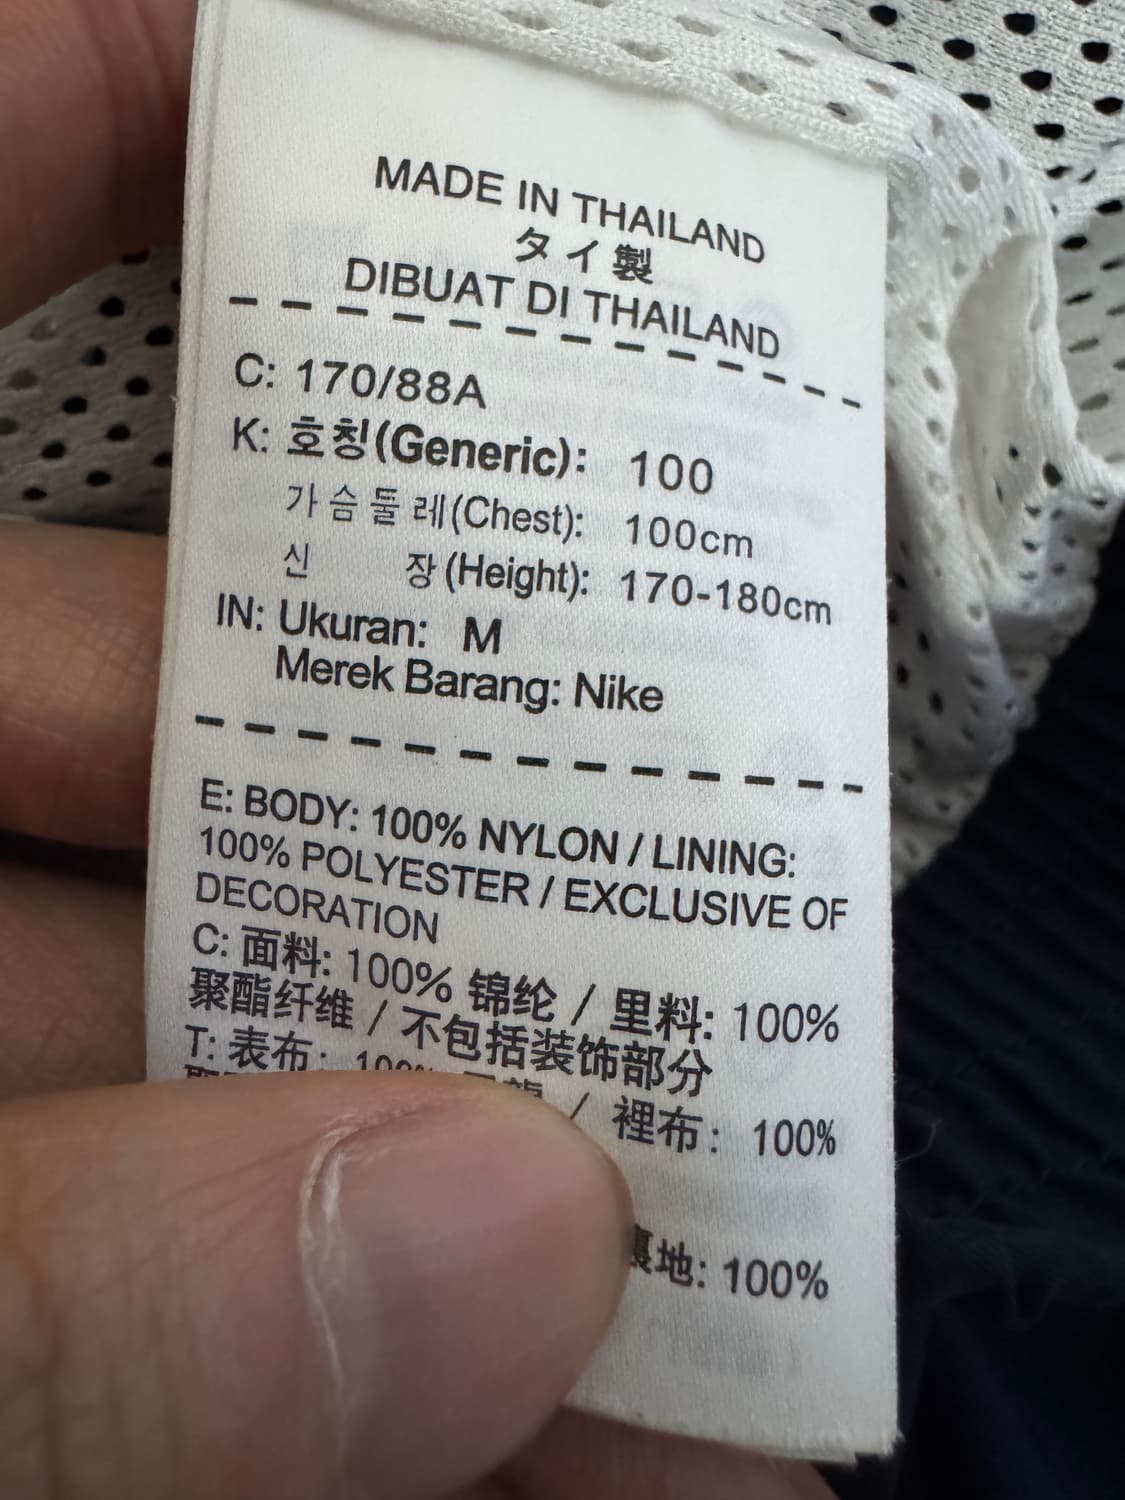 MADE IN THAILAND
タイ製
DIBUAT DI THAILAND
C: 170/88A
K: 호칭(Generic): 100
가슴둘레(Chest): 100cm
신 장(Height): 170-180cm
IN: Ukuran: M
Merek Barang: Nike
E: BODY: 100% NYLON / LINING:
100% POLYESTER / EXCLUSIVE OF
DECORATION
C: 面料: 100% 锦纶 / 里料: 100%
聚酯纤维 / 不包括装饰部分
T: 表布: 100% / 裡布: 100%
裏地: 100%